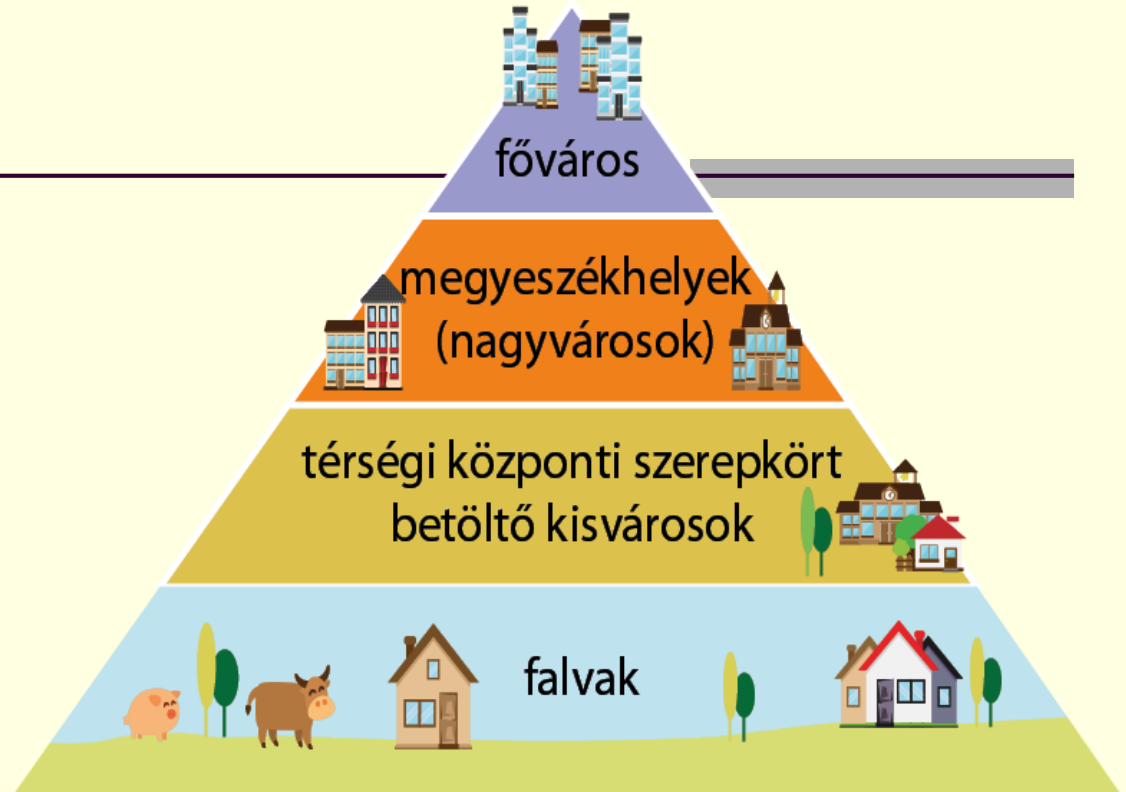 főváros
megyeszékhelyek
(nagyvárosok)
térségi központi szerepkört
betöltő kisvárosok
falvak